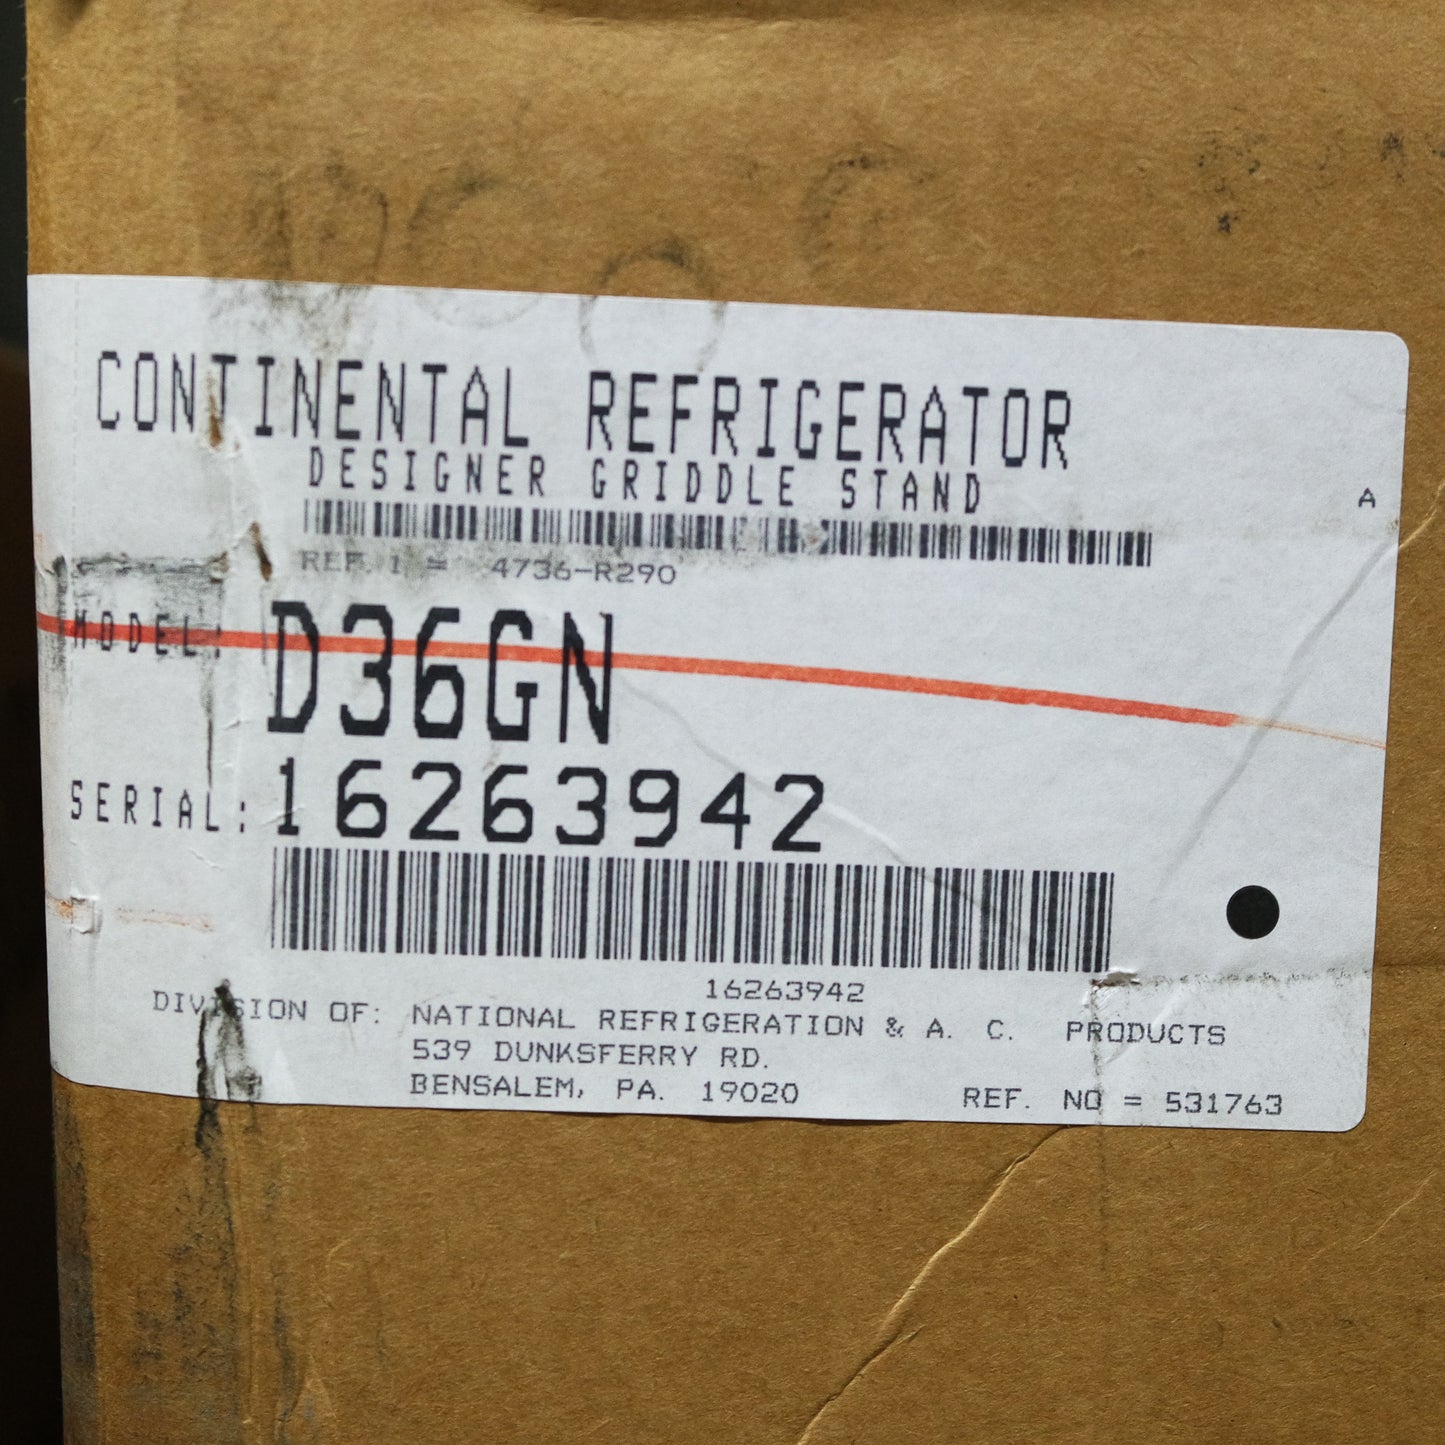 CONTINENTAL REFRIGERATOR
DESIGNER GRIDDLE STAND
A
REF. 1 = 4736-R290
MODEL: D36GN
SERIAL: 16263942
16263942
DIVISION OF: NATIONAL REFRIGERATION & A. C. PRODUCTS
539 DUNKSFERRY RD.
BENSALEM, PA. 19020 REF. NO = 531763